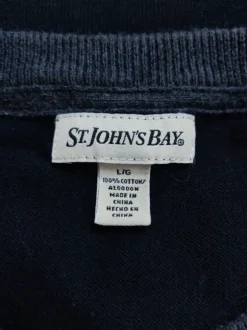 ST. JOHN'S BAY®
L/G
100% COTTON/
ALGODON
MADE IN
CHINA
HECHO EN
CHINA